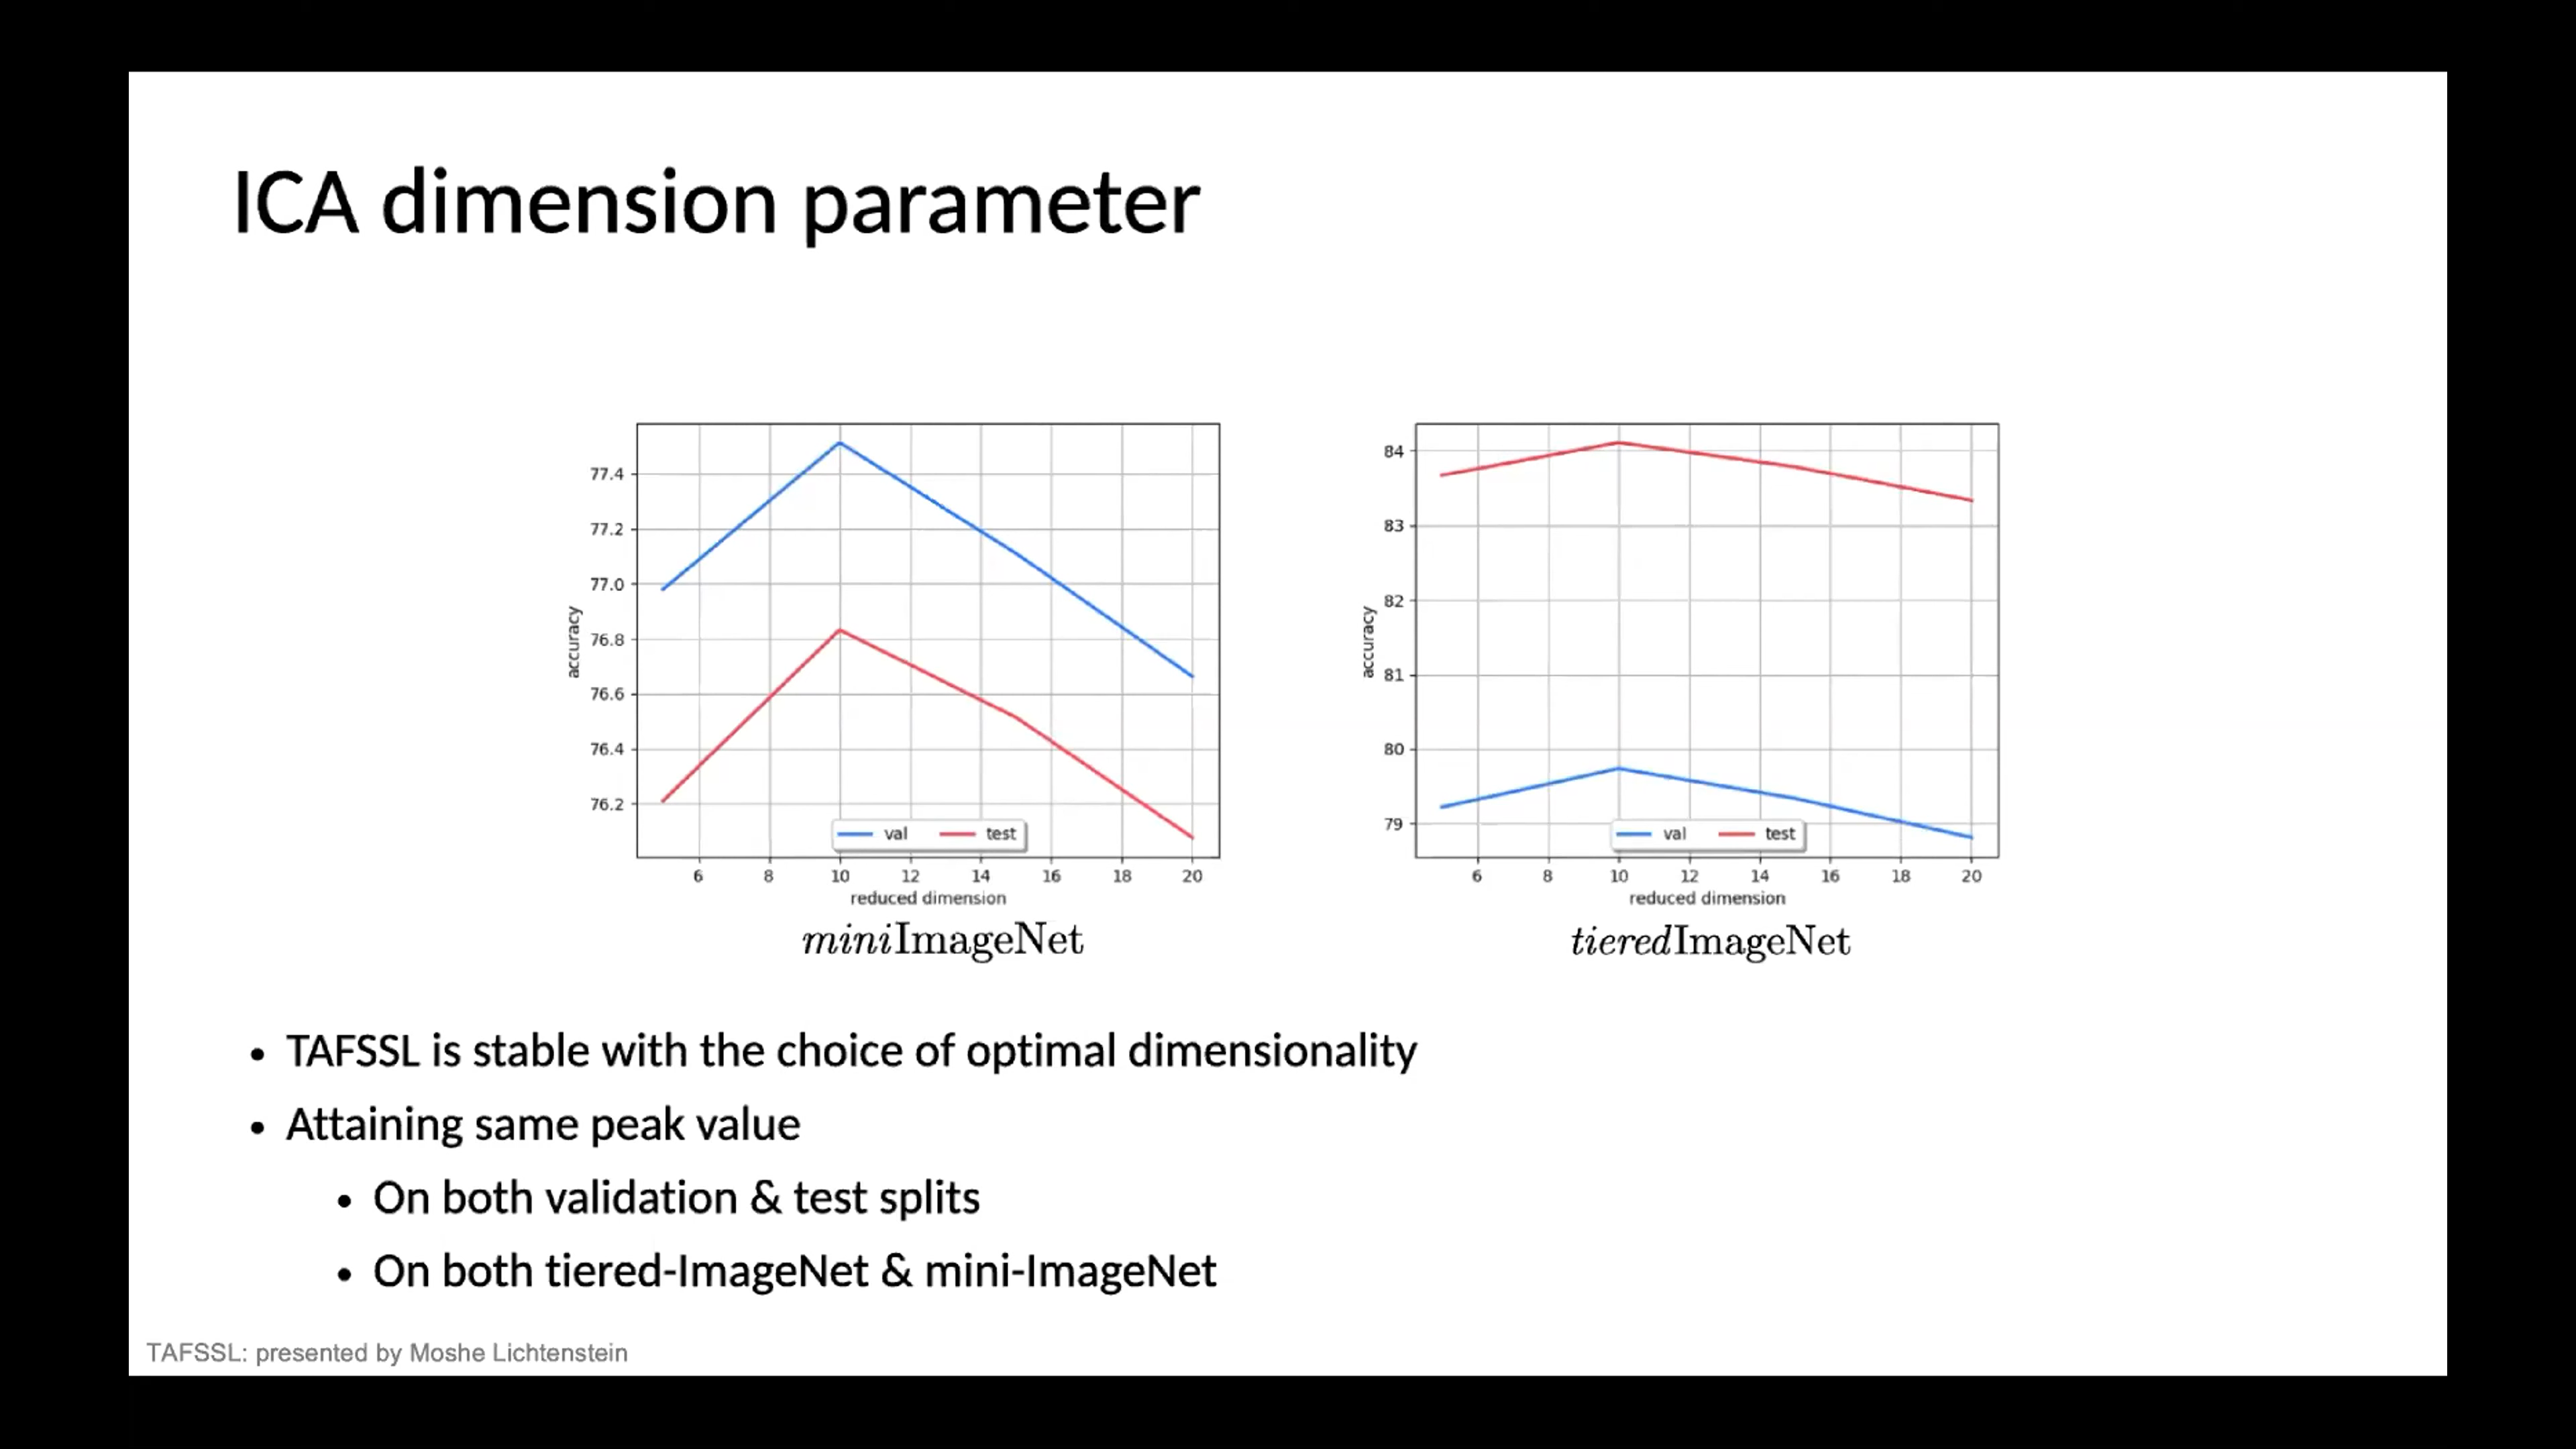 ICA dimension parameter
77.4
77.2
77.0
76.8
76.6
76.4
76.2
accuracy
val test
6 8 10 12 14 16 18 20
reduced dimension
miniImageNet
84
83
82
81
80
79
accuracy
val test
6 8 10 12 14 16 18 20
reduced dimension
tieredImageNet
• TAFSSL is stable with the choice of optimal dimensionality
• Attaining same peak value
• On both validation & test splits
• On both tiered-ImageNet & mini-ImageNet
TAFSSL: presented by Moshe Lichtenstein